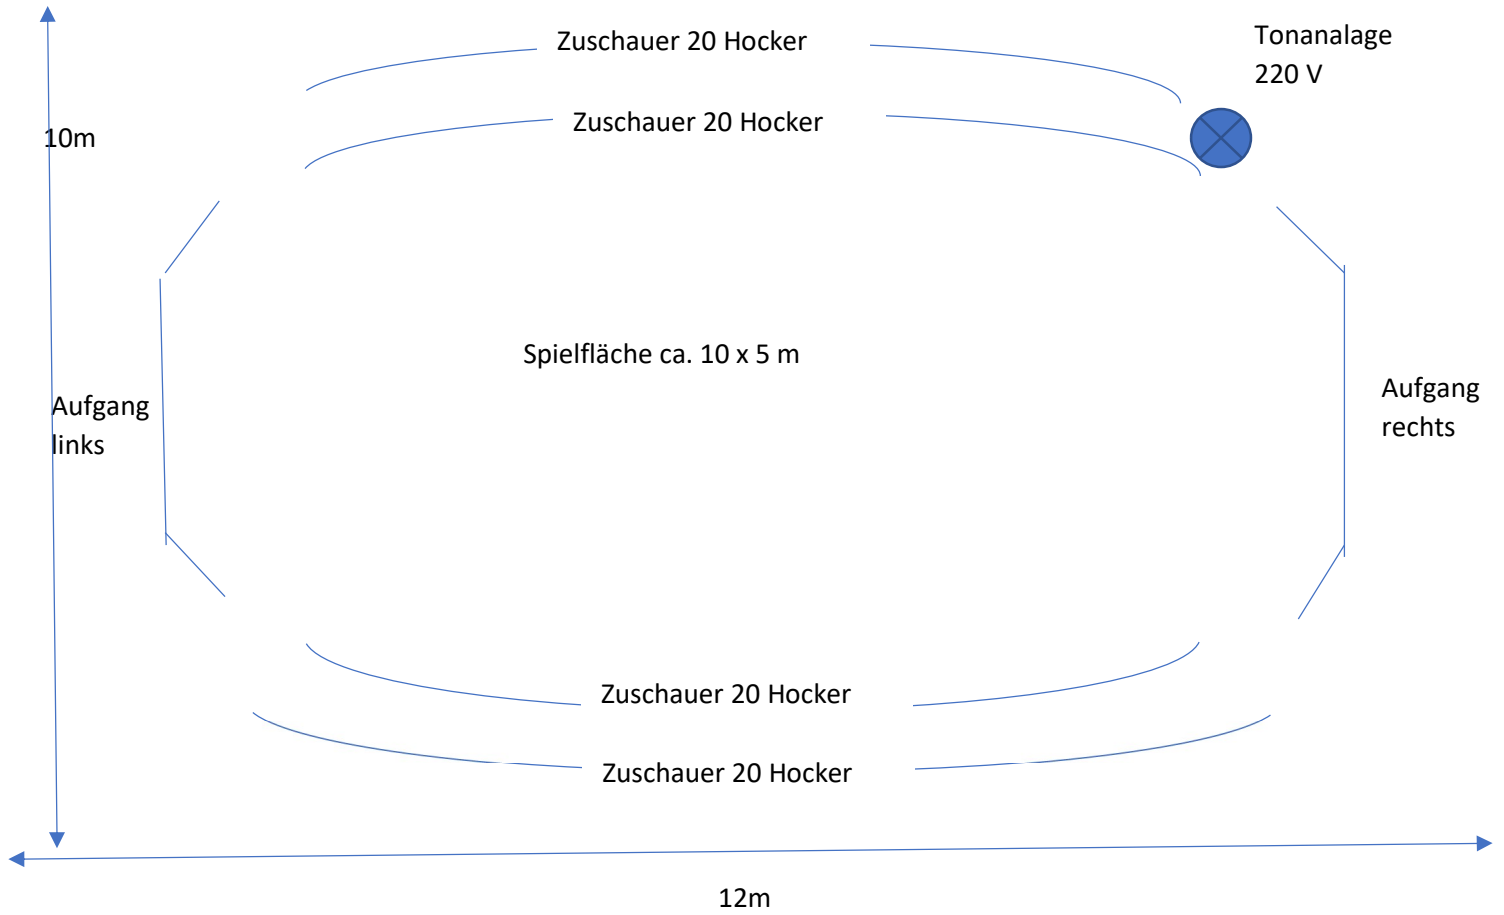 Zuschauer 20 Hocker
Tonanalage
220 V
Zuschauer 20 Hocker
10m
Spielfläche ca. 10 x 5 m
Aufgang
links
Aufgang
rechts
Zuschauer 20 Hocker
Zuschauer 20 Hocker
12m